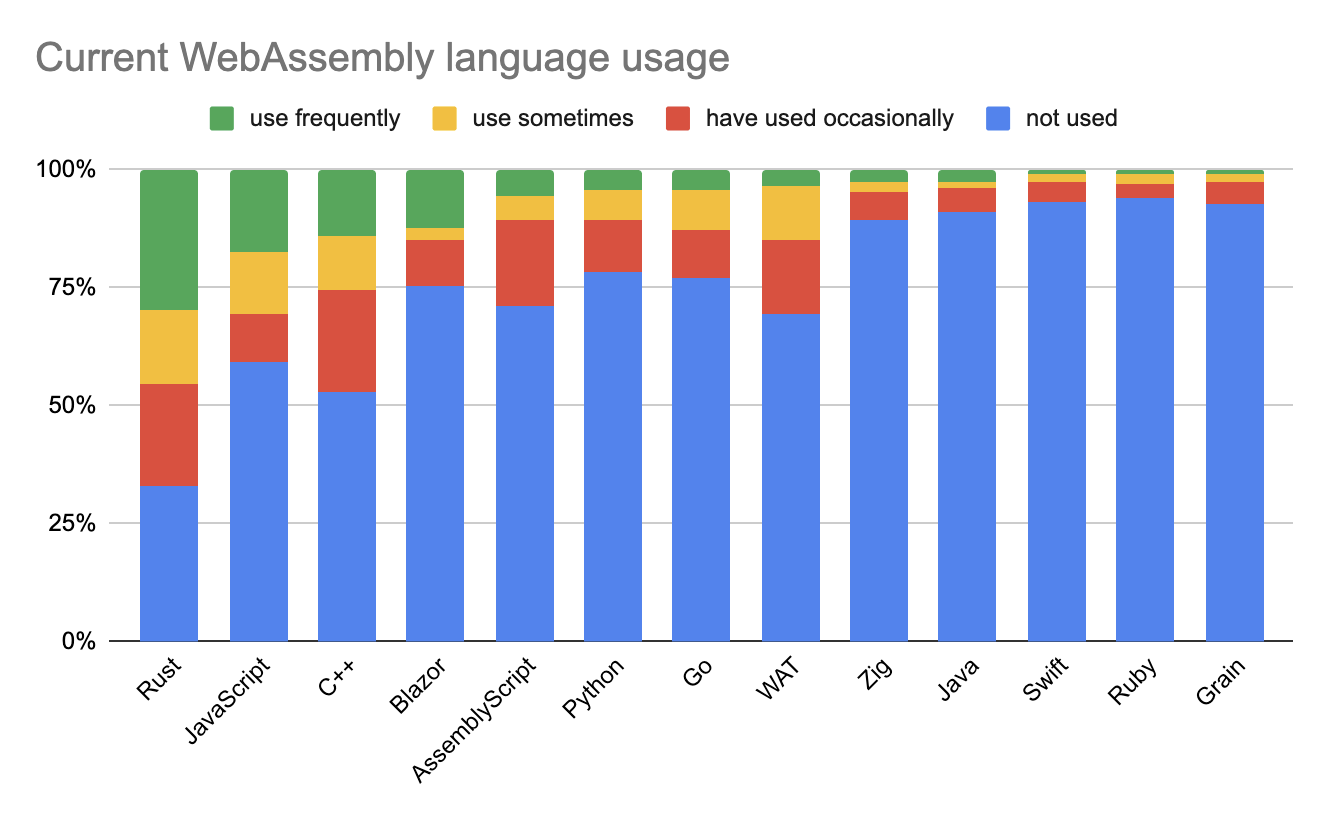 Current WebAssembly language usage
use frequently use sometimes have used occasionally not used
100%
75%
50%
25%
0%
Rust JavaScript C++ Blazor AssemblyScript Python Go WAT Zig Java Swift Ruby Grain